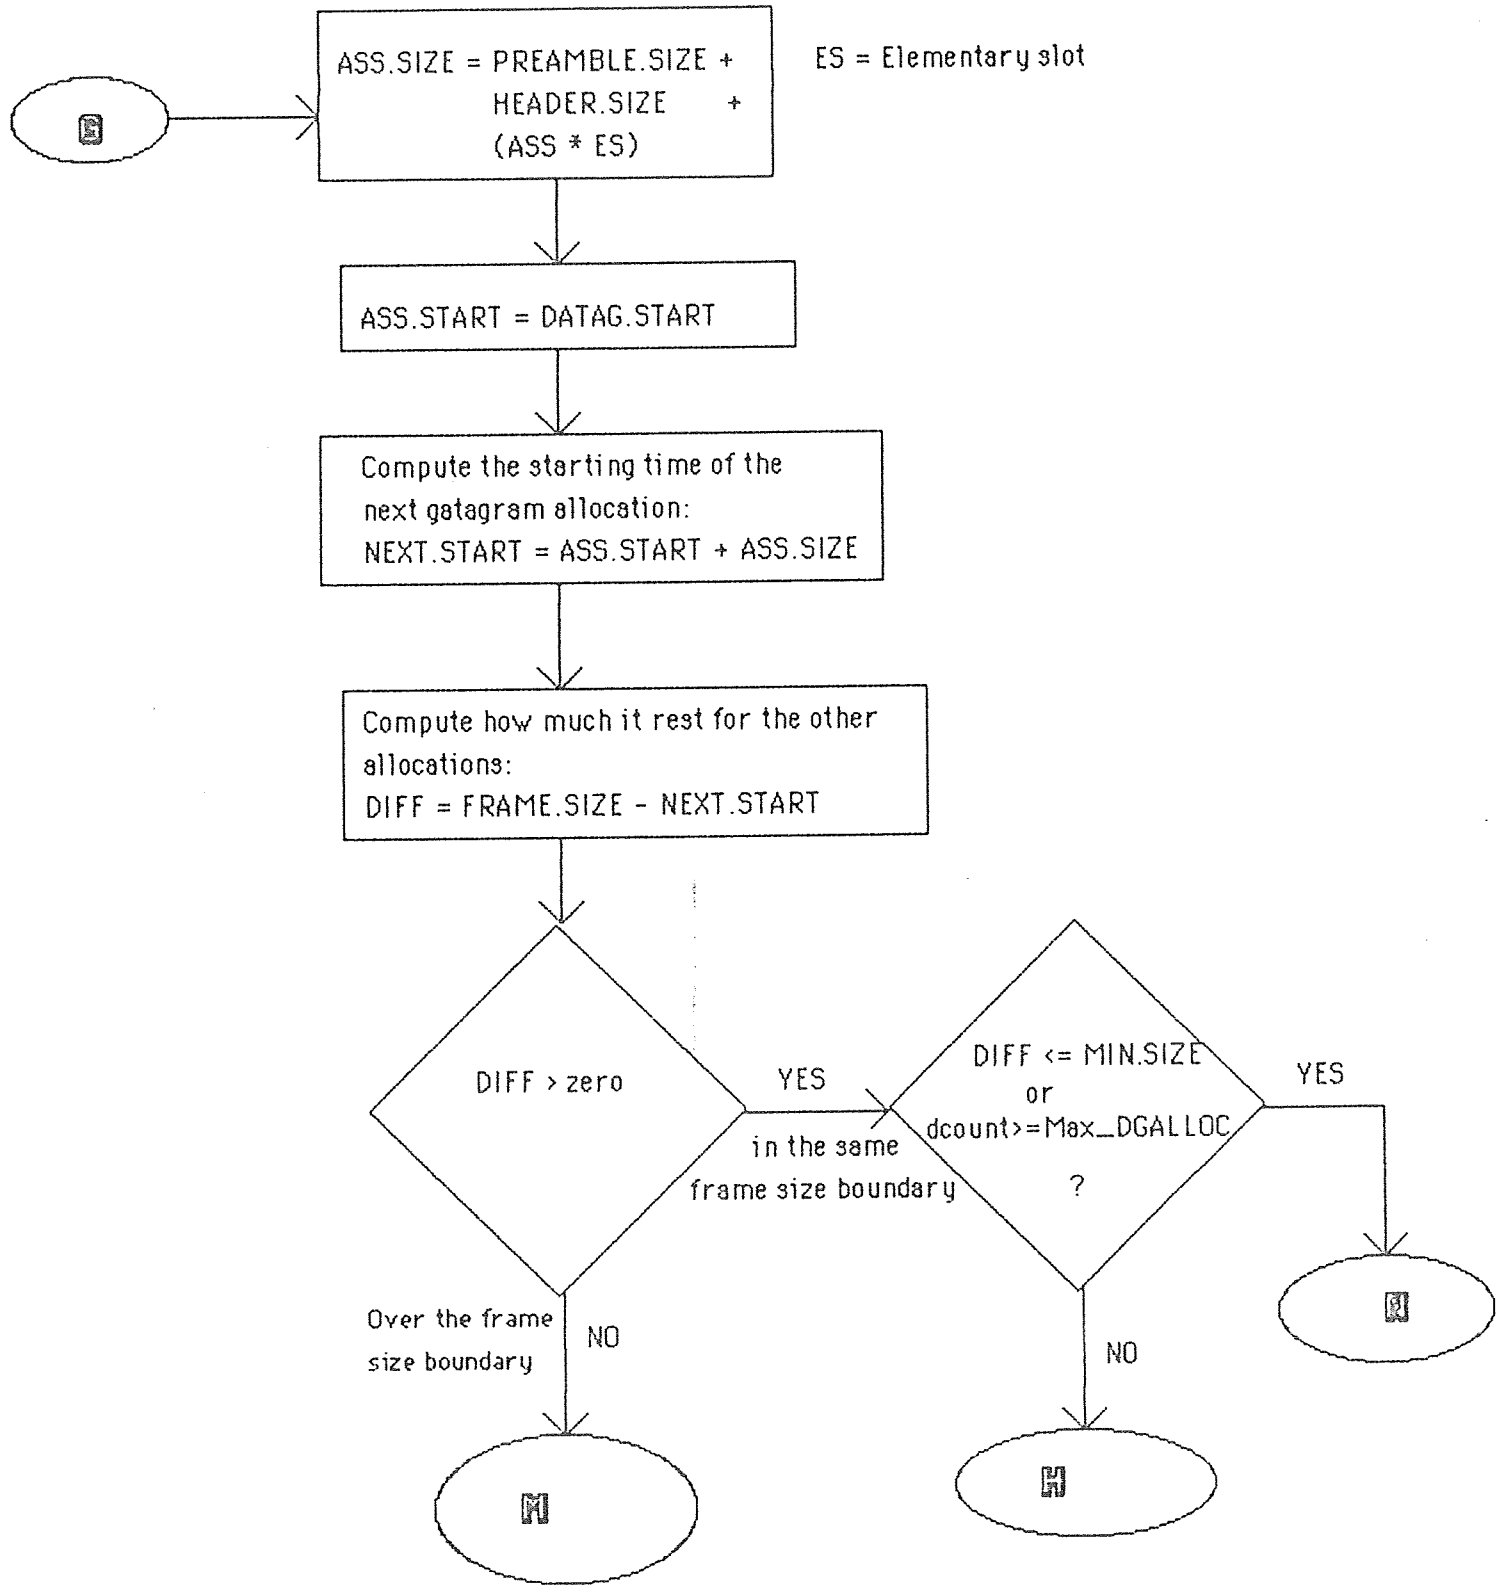 ASS.SIZE = PREAMBLE.SIZE +
HEADER.SIZE +
(ASS * ES)
ES = Elementary slot
G
ASS.START = DATAG.START
Compute the starting time of the
next gatagram allocation:
NEXT.START = ASS.START + ASS.SIZE
Compute how much it rest for the other
allocations:
DIFF = FRAME.SIZE - NEXT.START
DIFF > zero
YES
in the same
frame size boundary
DIFF <= MIN.SIZE
or
dcount>=Max_DGALLOC
?
YES
Over the frame
size boundary
NO
NO
M
H